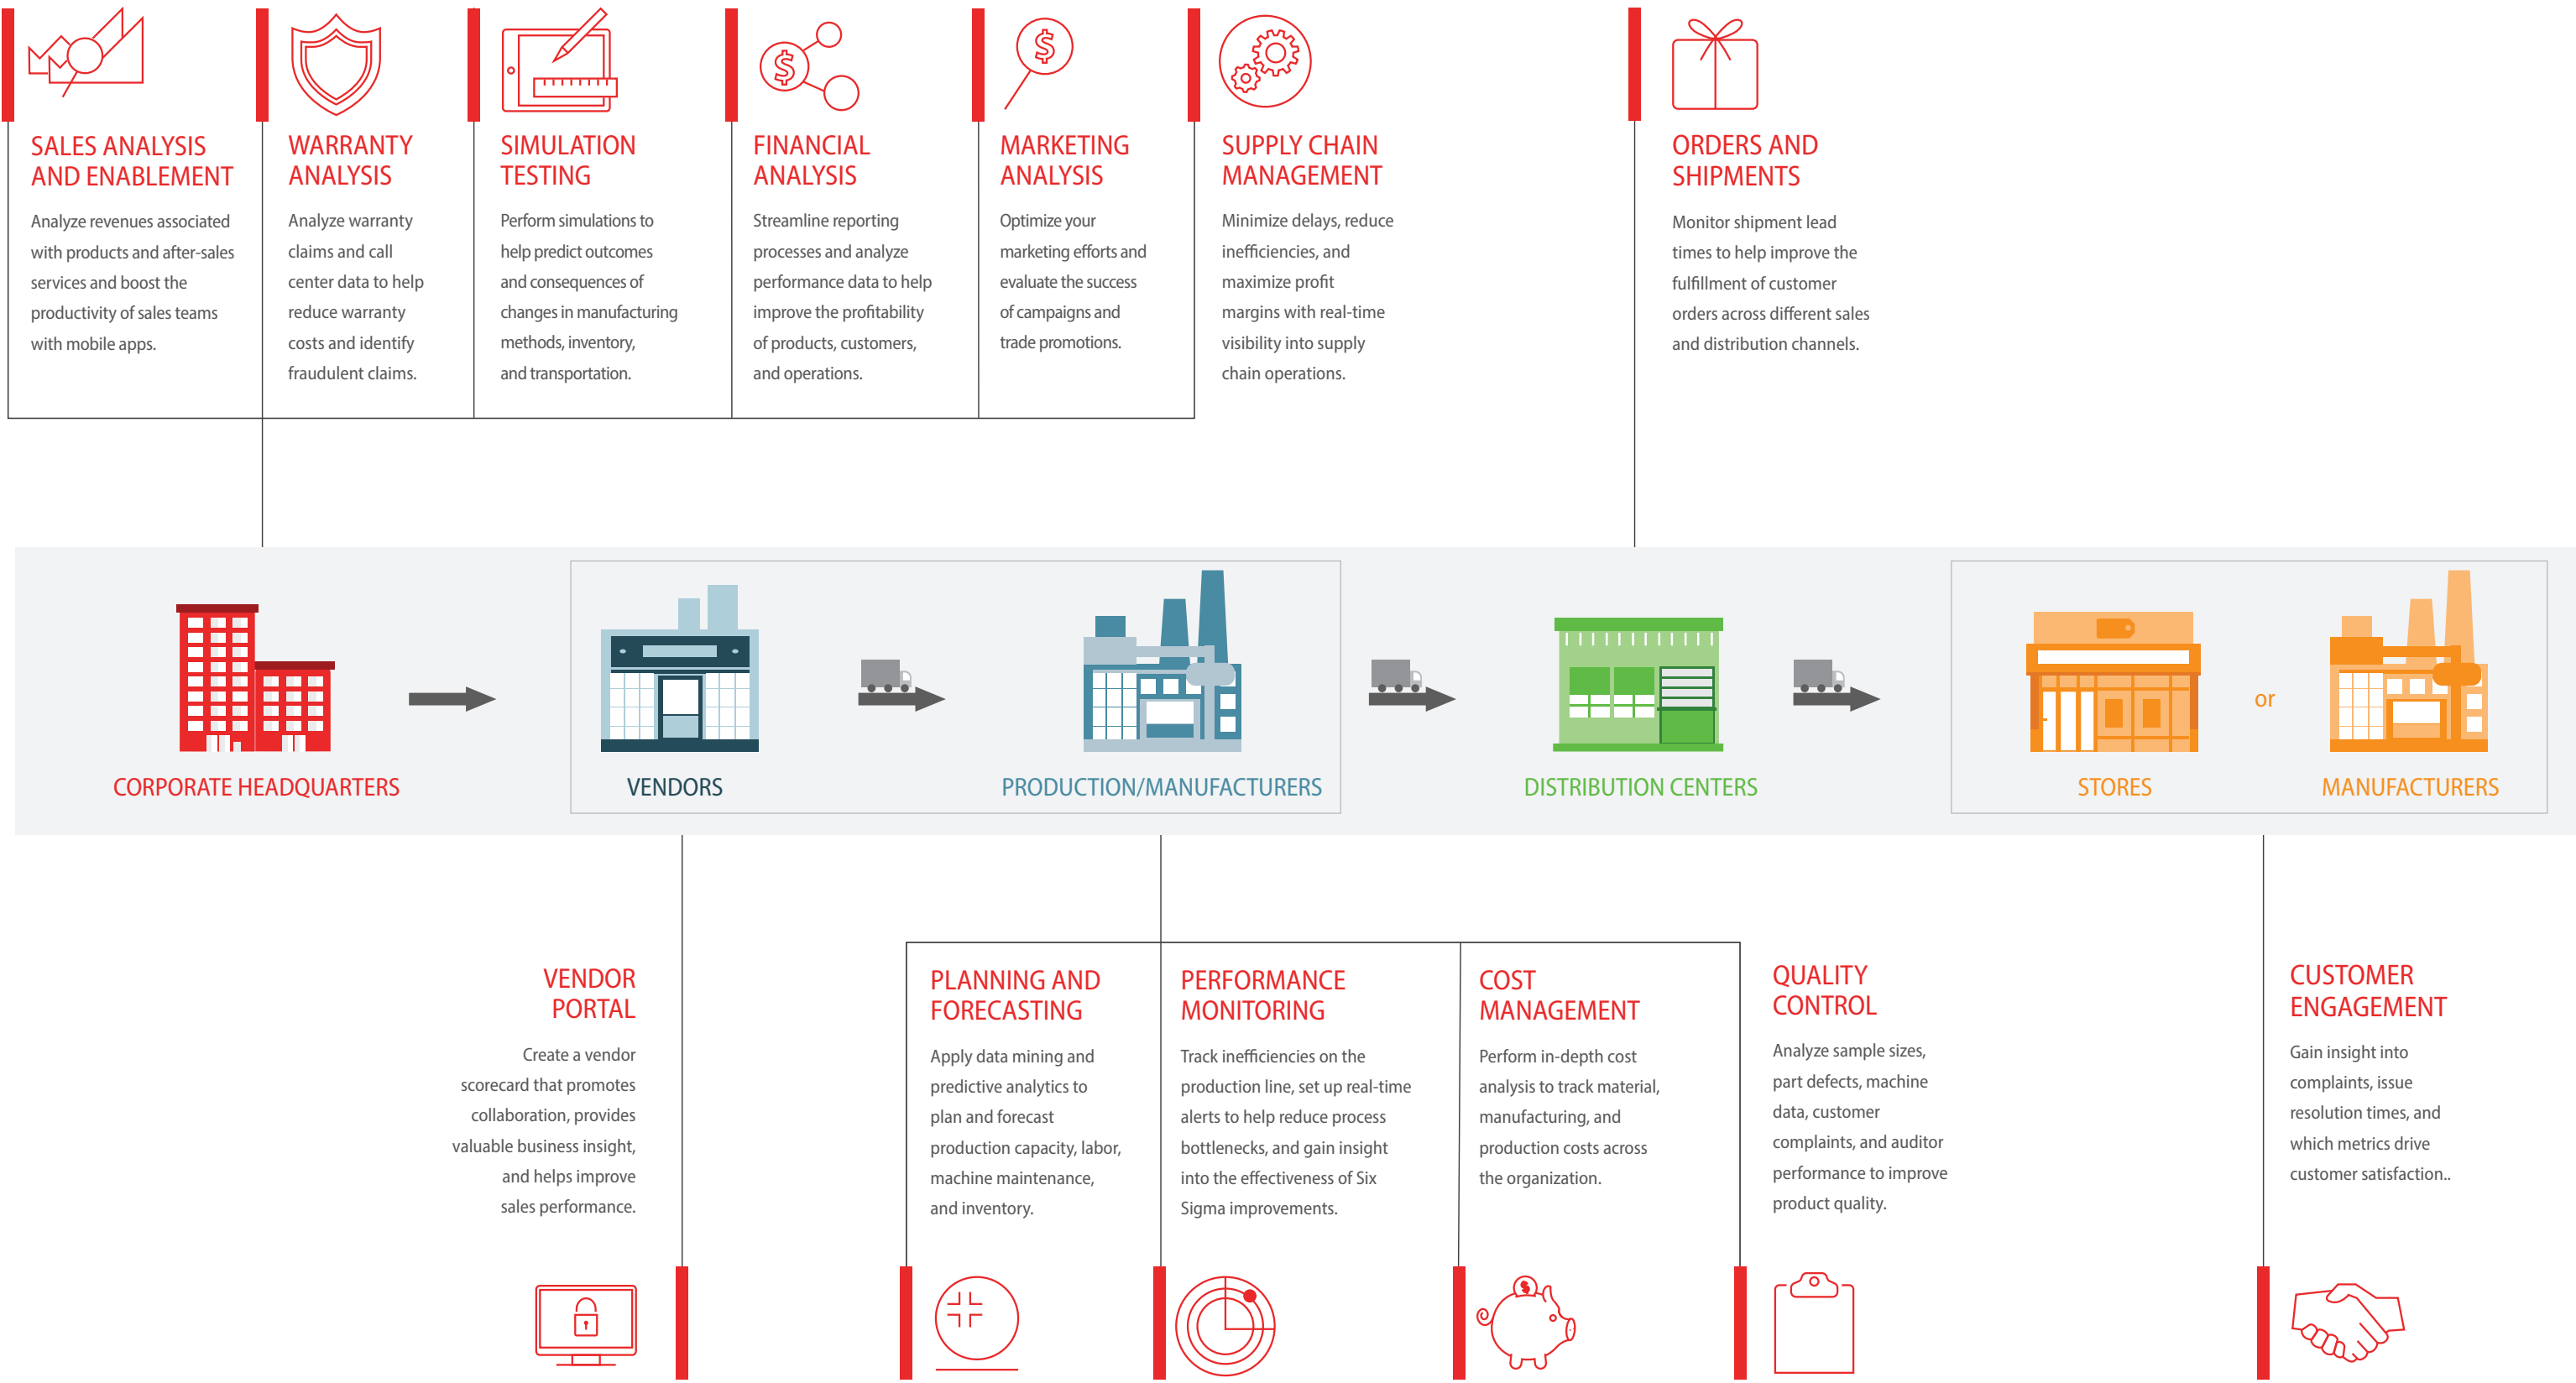 SALES ANALYSIS
AND ENABLEMENT
Analyze revenues associated
with products and after-sales
services and boost the
productivity of sales teams
with mobile apps.
WARRANTY
ANALYSIS
Analyze warranty
claims and call
center data to help
reduce warranty
costs and identify
fraudulent claims.
SIMULATION
TESTING
Perform simulations to
help predict outcomes
and consequences of
changes in manufacturing
methods, inventory,
and transportation.
$
FINANCIAL
ANALYSIS
Streamline reporting
processes and analyze
performance data to help
improve the profitability
of products, customers,
and operations.
$
MARKETING
ANALYSIS
Optimize your
marketing efforts and
evaluate the success
of campaigns and
trade promotions.
SUPPLY CHAIN
MANAGEMENT
Minimize delays, reduce
inefficiencies, and
maximize profit
margins with real-time
visibility into supply
chain operations.
ORDERS AND
SHIPMENTS
Monitor shipment lead
times to help improve the
fulfillment of customer
orders across different sales
and distribution channels.
CORPORATE HEADQUARTERS
VENDORS
PRODUCTION/MANUFACTURERS
DISTRIBUTION CENTERS
STORES
or
MANUFACTURERS
VENDOR
PORTAL
Create a vendor
scorecard that promotes
collaboration, provides
valuable business insight,
and helps improve
sales performance.
PLANNING AND
FORECASTING
Apply data mining and
predictive analytics to
plan and forecast
production capacity, labor,
machine maintenance,
and inventory.
PERFORMANCE
MONITORING
Track inefficiencies on the
production line, set up real-time
alerts to help reduce process
bottlenecks, and gain insight
into the effectiveness of Six
Sigma improvements.
COST
MANAGEMENT
Perform in-depth cost
analysis to track material,
manufacturing, and
production costs across
the organization.
$
QUALITY
CONTROL
Analyze sample sizes,
part defects, machine
data, customer
complaints, and auditor
performance to improve
product quality.
CUSTOMER
ENGAGEMENT
Gain insight into
complaints, issue
resolution times, and
which metrics drive
customer satisfaction..